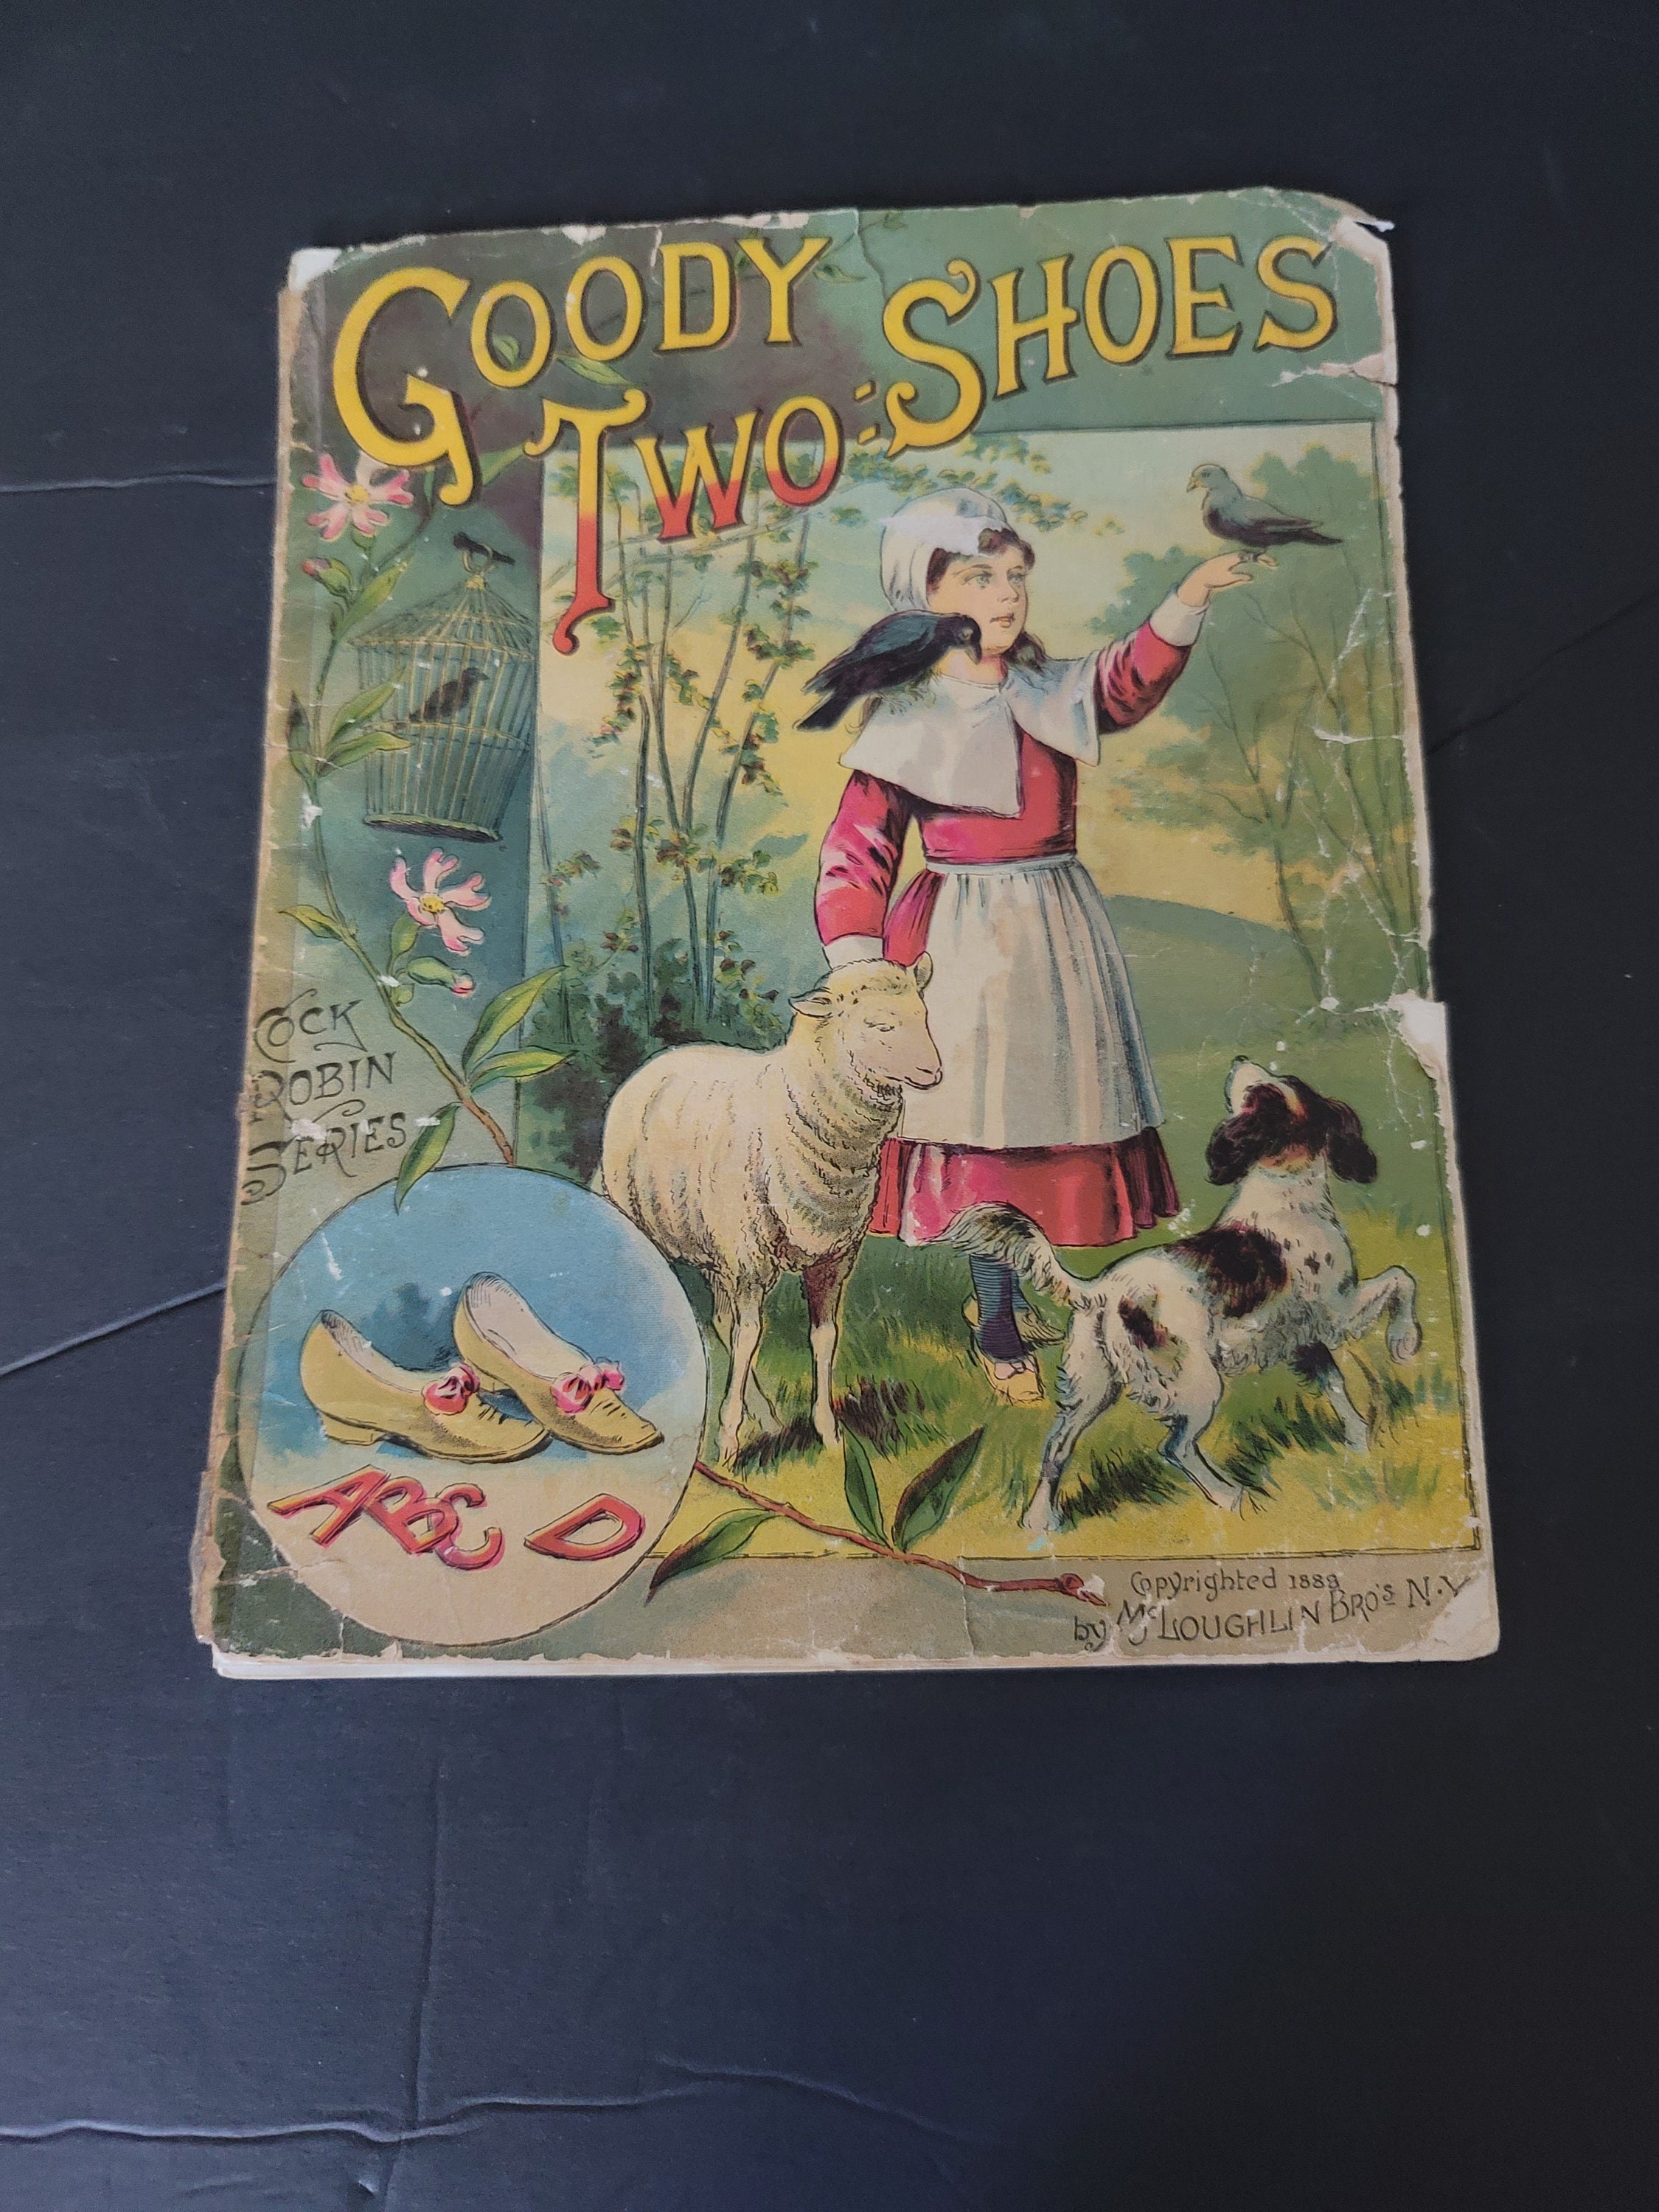 GOODY
TWO-SHOES
COCK
ROBIN
SERIES
ABC D
Copyrighted 1888
by McLOUGHLIN BRO'S N.Y